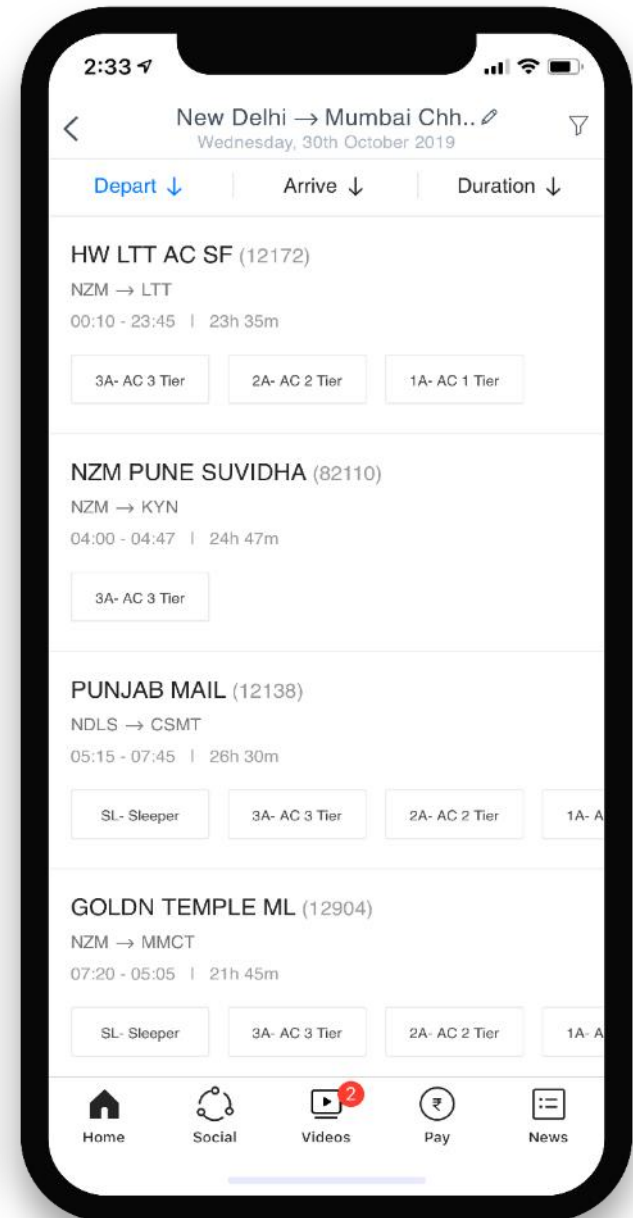 2:33
New Delhi → Mumbai Chh..
Wednesday, 30th October 2019
Depart ↓ Arrive ↓ Duration ↓
HW LTT AC SF (12172)
NZM → LTT
00:10 - 23:45 | 23h 35m
3A- AC 3 Tier 2A- AC 2 Tier 1A- AC 1 Tier
NZM PUNE SUVIDHA (82110)
NZM → KYN
04:00 - 04:47 | 24h 47m
3A- AC 3 Tier
PUNJAB MAIL (12138)
NDLS → CSMT
05:15 - 07:45 | 26h 30m
SL- Sleeper 3A- AC 3 Tier 2A- AC 2 Tier 1A- A
GOLDN TEMPLE ML (12904)
NZM → MMCT
07:20 - 05:05 | 21h 45m
SL- Sleeper 3A- AC 3 Tier 2A- AC 2 Tier 1A- A
2
₹
Home Social Videos Pay News